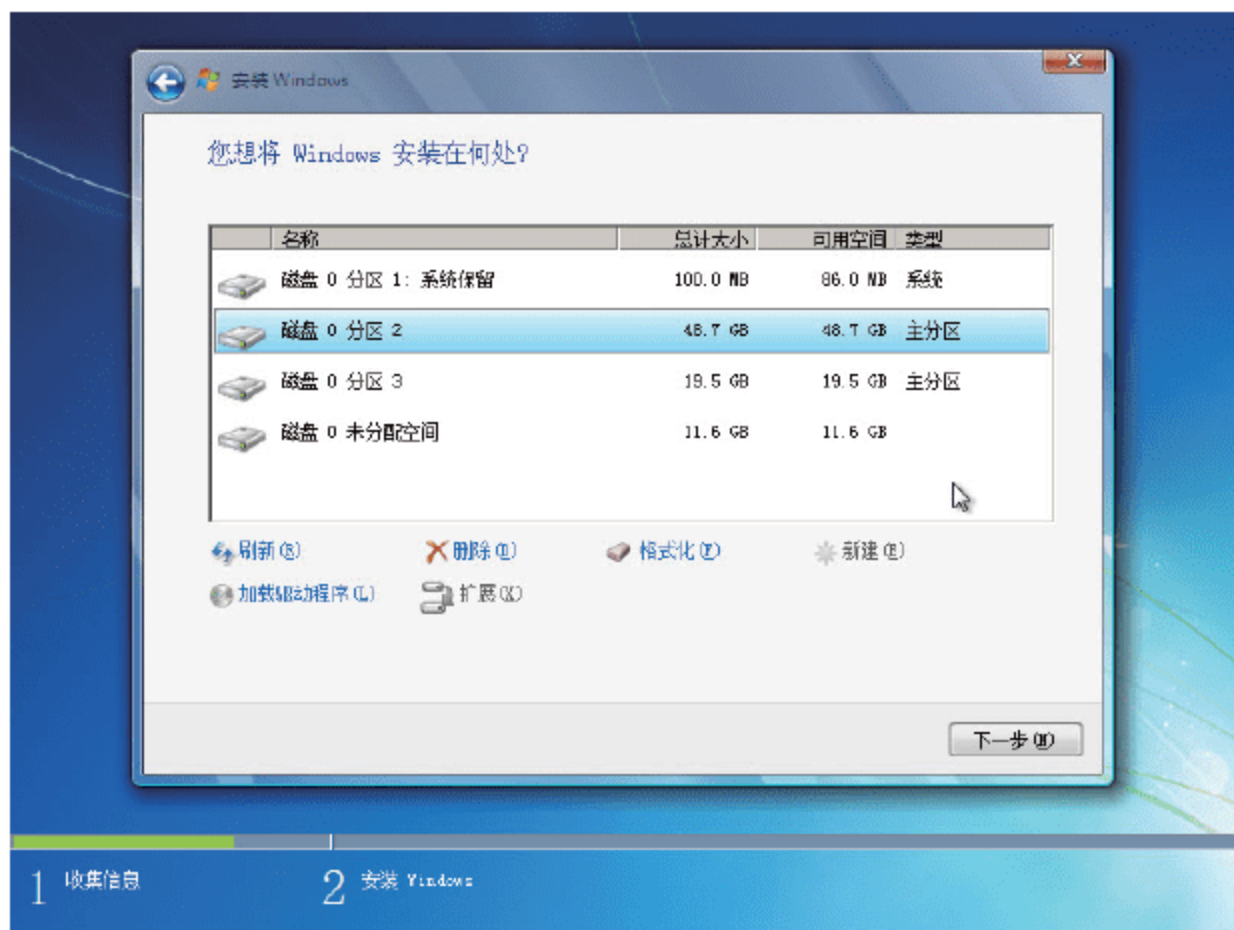 安装 Windows
您想将 Windows 安装在何处?
名称 总计大小 可用空间 类型
磁盘 0 分区 1: 系统保留 100.0 MB 86.0 MB 系统
磁盘 0 分区 2 48.7 GB 48.7 GB 主分区
磁盘 0 分区 3 19.5 GB 19.5 GB 主分区
磁盘 0 未分配空间 11.6 GB 11.6 GB
刷新(R) 删除(D) 格式化(F) 新建(E)
加载驱动程序(L) 扩展(X)
下一步(N)
1 收集信息 2 安装 Windows